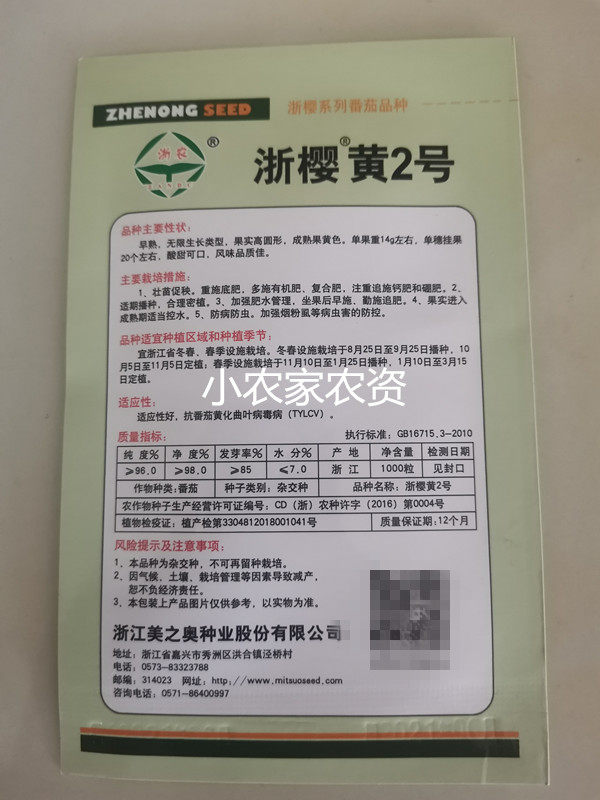 ZHENONG SEED
浙樱系列番茄品种
浙农
®
浙樱®黄2号
品种主要性状:
早熟，无限生长类型，果实高圆形，成熟果黄色。单果重14g左右，单穗挂果
20个左右，酸甜可口，风味品质佳。
主要栽培措施:
1、壮苗促秧。重施底肥，多施有机肥、复合肥，注重追施钙肥和硼肥。2、
适期播种，合理密植。3、加强肥水管理，坐果后早施、勤施追肥。4、果实进入
成熟期适当控水。5、防病防虫。加强烟粉虱等病虫害的防控。
品种适宜种植区域和种植季节:
宜浙江省冬春、春季设施栽培。冬春设施栽培于8月25日至9月25日播种，10
月5日至11月5日定植；春季设施栽培于11月10日至1月25日播种，1月10日至3月15
日定植。
小农家农资
适应性:
适应性好，抗番茄黄化曲叶病毒病（TYLCV）。
质量指标: 执行标准: GB16715.3-2010
纯 度% 净 度% 发芽率% 水 分% 产 地 净含量 检测日期
≥96.0 ≥98.0 ≥85 ≤7.0 浙 江 1000粒 见封口
作物种类: 番茄 种子类别: 杂交种 品种名称: 浙樱黄2号
农作物种子生产经营许可证编号: CD（浙）农种许字（2016）第0004号
植物检疫证: 植产检第3304812018001041号 质量保证期: 12个月
风险提示及注意事项:
1、本品种为杂交种，不可再留种栽培。
2、因气候、土壤、栽培管理等因素导致减产，
恕不负经济责任。
3、本包装上产品图片仅供参考，以实物为准。
浙江美之奥种业股份有限公司
地址: 浙江省嘉兴市秀洲区洪合镇泾桥村
电话: 0573-83323788
邮编: 314023 网址: http://www.mitsuoseed.com
咨询电话: 0571-86400997